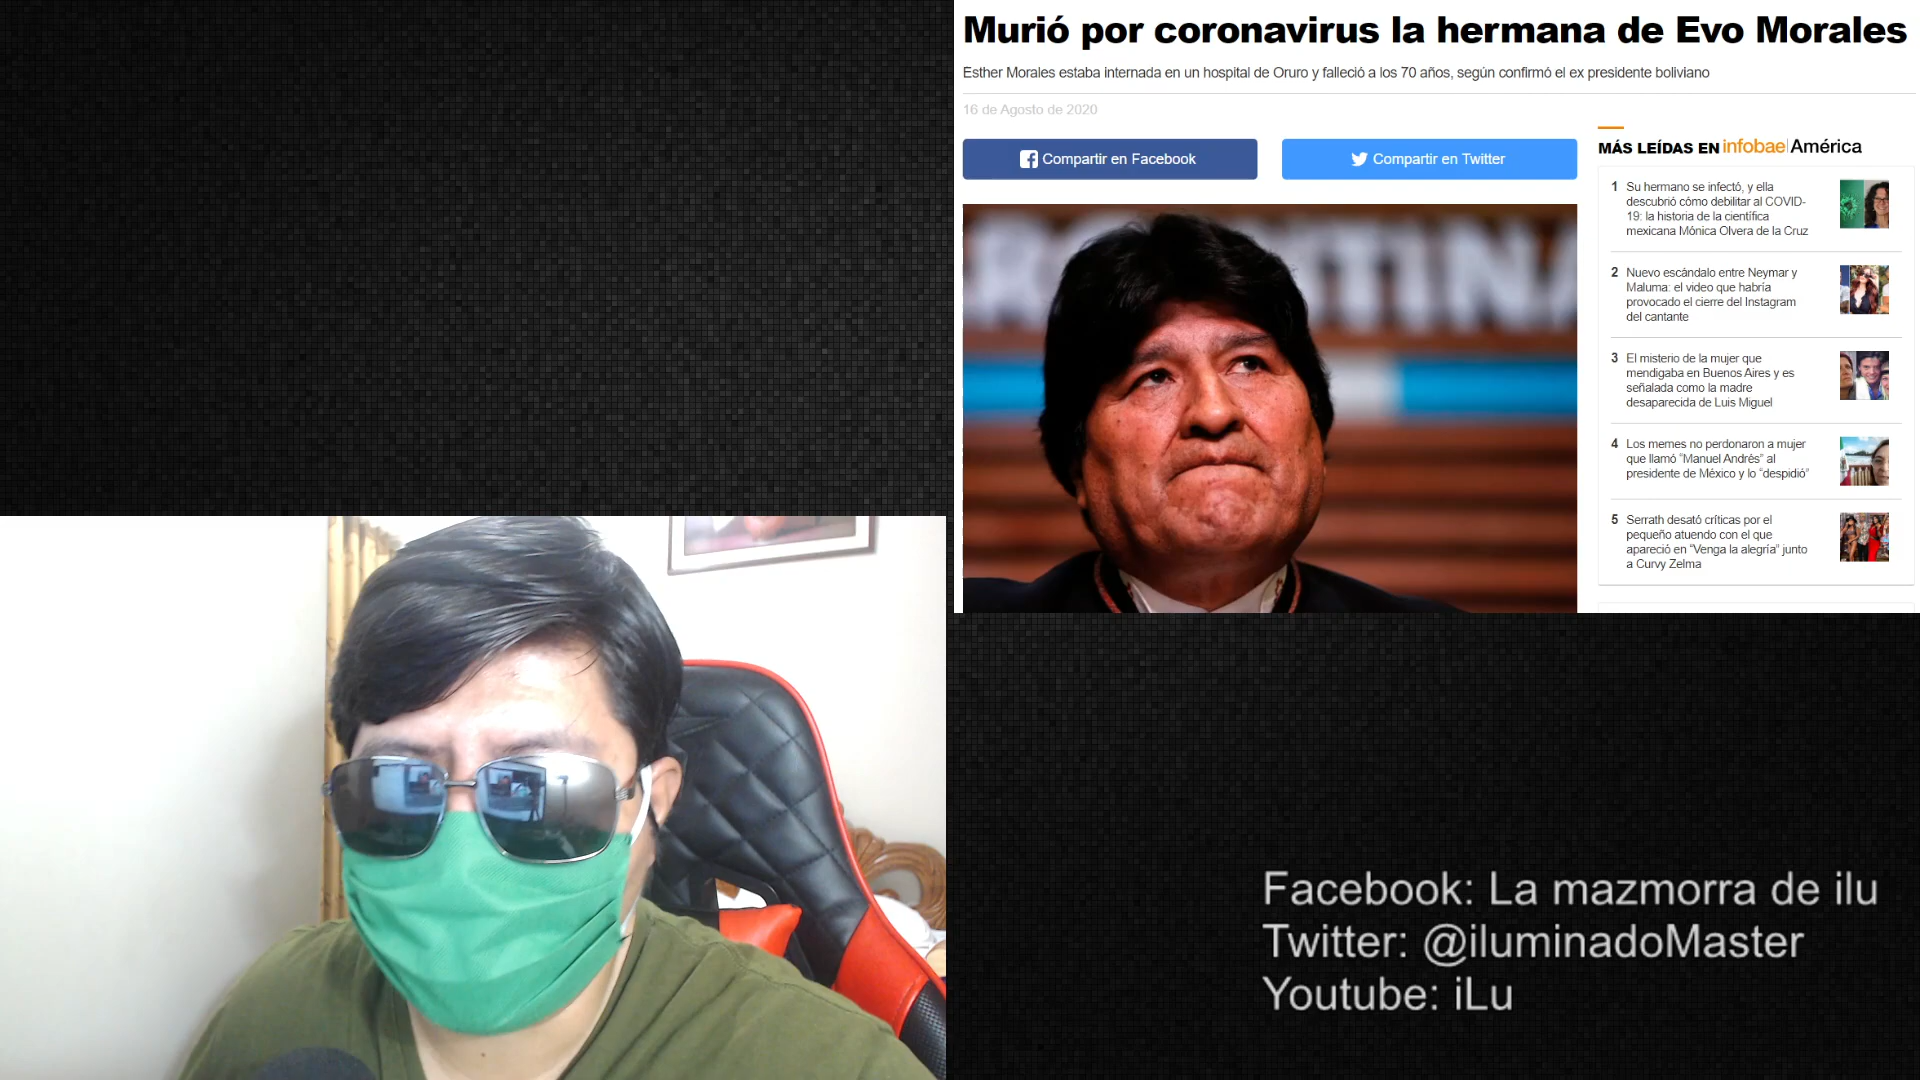 Murió por coronavirus la hermana de Evo Morales
Esther Morales estaba internada en un hospital de Oruro y falleció a los 70 años, según confirmó el ex presidente boliviano
16 de Agosto de 2020
Compartir en Facebook
Compartir en Twitter
MÁS LEÍDAS EN infobae América
1 Su hermano se infectó, y ella
descubrió cómo debilitar al COVID-
19: la historia de la científica
mexicana Mónica Olvera de la Cruz
2 Nuevo escándalo entre Neymar y
Maluma: el video que habría
provocado el cierre del Instagram
del cantante
3 El misterio de la mujer que
mendigaba en Buenos Aires y es
señalada como la madre
desaparecida de Luis Miguel
4 Los memes no perdonaron a mujer
que llamó “Manuel Andrés” al
presidente de México y lo “despidió”
5 Serrath desató críticas por el
pequeño atuendo con el que
apareció en “Venga la alegría” junto
a Curvy Zelma
Facebook: La mazmorra de ilu
Twitter: @iluminadoMaster
Youtube: iLu